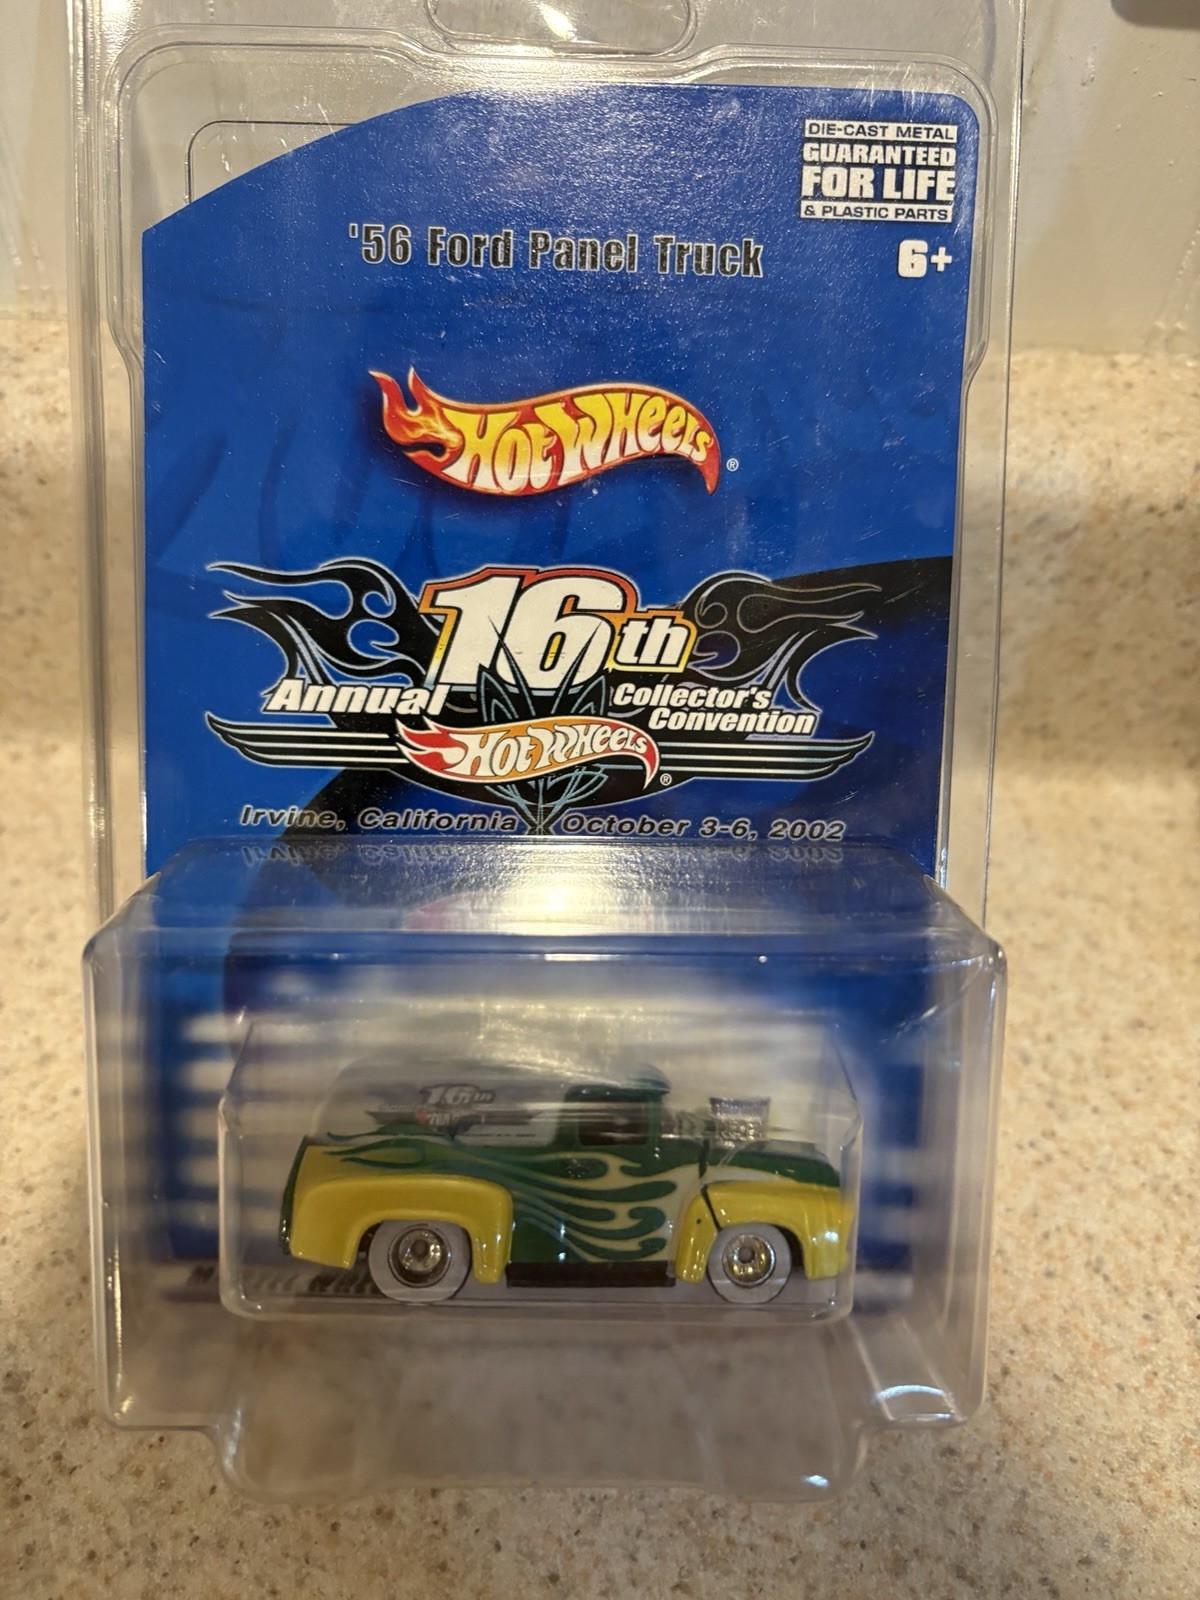 DIE-CAST METAL
GUARANTEED
FOR LIFE
& PLASTIC PARTS
6+
'56 Ford Panel Truck
HOT WHEELS ®
16th
Annual Collector's
Convention
HOT WHEELS ®
Irvine, California October 3-6, 2002
16th